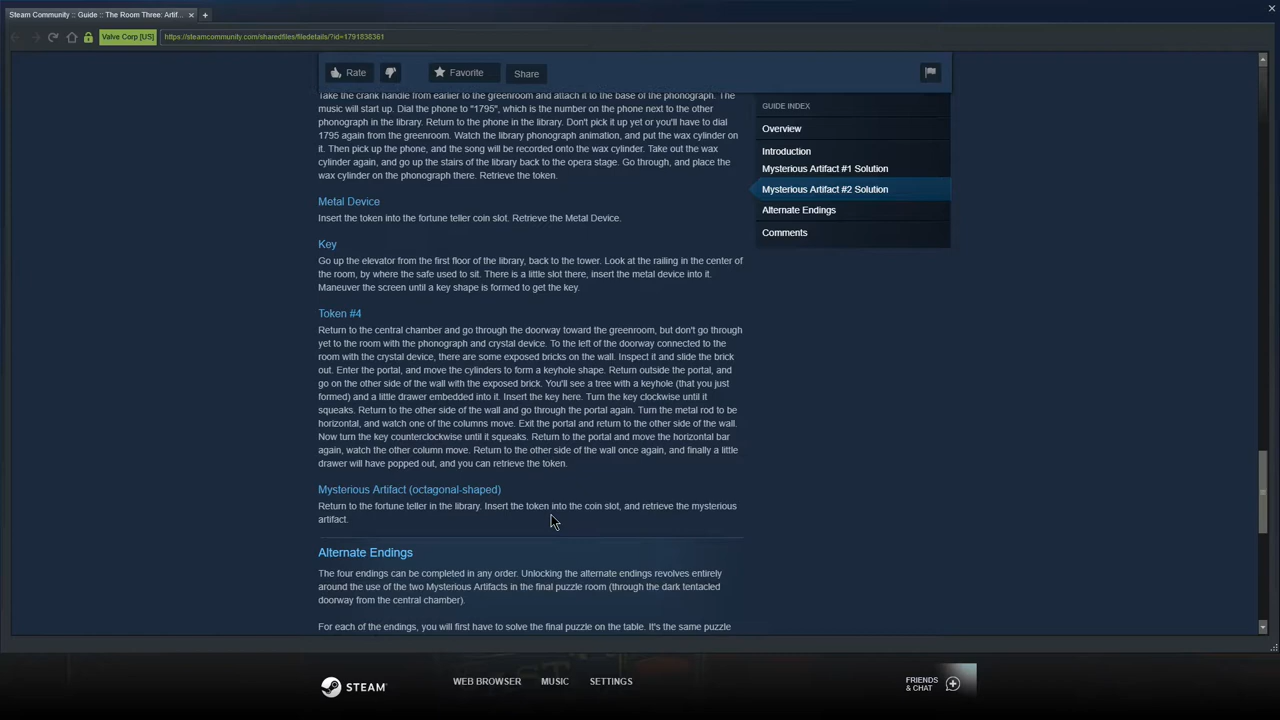 Steam Community :: Guide :: The Room Three: Artif...
Valve Corp [US]
https://steamcommunity.com/sharedfiles/filedetails/?id=1791838361
Rate
Favorite
Share
Take the crank handle from earlier to the greenroom and attach it to the base of the phonograph. The
music will start up. Dial the phone to "1795", which is the number on the phone next to the other
phonograph in the library. Return to the phone in the library. Don't pick it up yet or you'll have to dial
1795 again from the greenroom. Watch the library phonograph animation, and put the wax cylinder on
it. Then pick up the phone, and the song will be recorded onto the wax cylinder. Take out the wax
cylinder again, and go up the stairs of the library back to the opera stage. Go through, and place the
wax cylinder on the phonograph there. Retrieve the token.
Metal Device
Insert the token into the fortune teller coin slot. Retrieve the Metal Device.
Key
Go up the elevator from the first floor of the library, back to the tower. Look at the railing in the center of
the room, by where the safe used to sit. There is a little slot there, insert the metal device into it.
Maneuver the screen until a key shape is formed to get the key.
Token #4
Return to the central chamber and go through the doorway toward the greenroom, but don't go through
yet to the room with the phonograph and crystal device. To the left of the doorway connected to the
room with the crystal device, there are some exposed bricks on the wall. Inspect it and slide the brick
out. Enter the portal, and move the cylinders to form a keyhole shape. Return outside the portal, and
go on the other side of the wall with the exposed brick. You'll see a tree with a keyhole (that you just
formed) and a little drawer embedded into it. Insert the key here. Turn the key clockwise until it
squeaks. Return to the other side of the wall and go through the portal again. Turn the metal rod to be
horizontal, and watch one of the columns move. Exit the portal and return to the other side of the wall.
Now turn the key counterclockwise until it squeaks. Return to the portal and move the horizontal bar
again, watch the other column move. Return to the other side of the wall once again, and finally a little
drawer will have popped out, and you can retrieve the token.
Mysterious Artifact (octagonal-shaped)
Return to the fortune teller in the library. Insert the token into the coin slot, and retrieve the mysterious
artifact.
Alternate Endings
The four endings can be completed in any order. Unlocking the alternate endings revolves entirely
around the use of the two Mysterious Artifacts in the final puzzle room (through the dark tentacled
doorway from the central chamber).
For each of the endings, you will first have to solve the final puzzle on the table. It's the same puzzle
GUIDE INDEX
Overview
Introduction
Mysterious Artifact #1 Solution
Mysterious Artifact #2 Solution
Alternate Endings
Comments
STEAM
WEB BROWSER
MUSIC
SETTINGS
FRIENDS
& CHAT